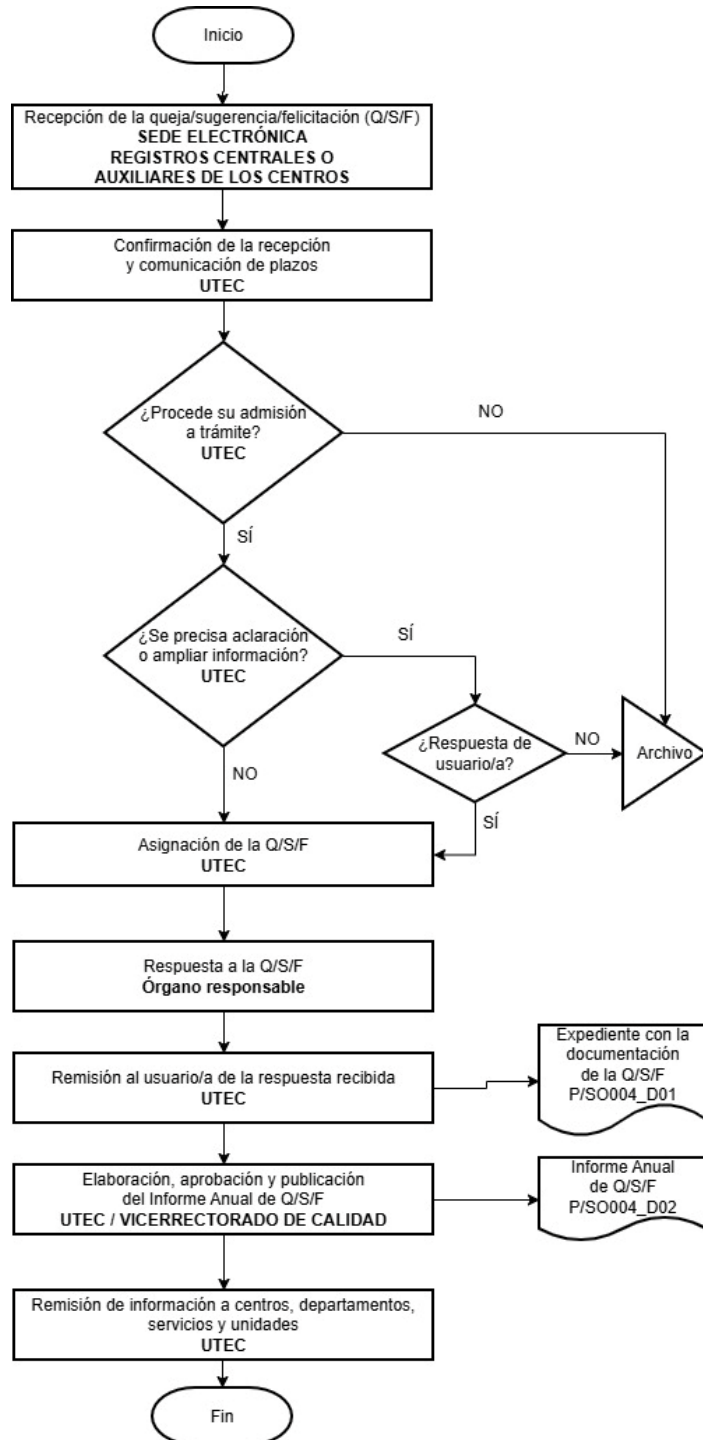 Inicio
Recepción de la queja/sugerencia/felicitación (Q/S/F)
SEDE ELECTRÓNICA
REGISTROS CENTRALES O
AUXILIARES DE LOS CENTROS
Confirmación de la recepción
y comunicación de plazos
UTEC
¿Procede su admisión
a trámite?
UTEC
NO
SÍ
¿Se precisa aclaración
o ampliar información?
UTEC
SÍ
¿Respuesta de
usuario/a?
NO
Archivo
NO
SÍ
Asignación de la Q/S/F
UTEC
Respuesta a la Q/S/F
Órgano responsable
Remisión al usuario/a de la respuesta recibida
UTEC
Expediente con la
documentación
de la Q/S/F
P/SO004_D01
Elaboración, aprobación y publicación
del Informe Anual de Q/S/F
UTEC / VICERRECTORADO DE CALIDAD
Informe Anual
de Q/S/F
P/SO004_D02
Remisión de información a centros, departamentos,
servicios y unidades
UTEC
Fin